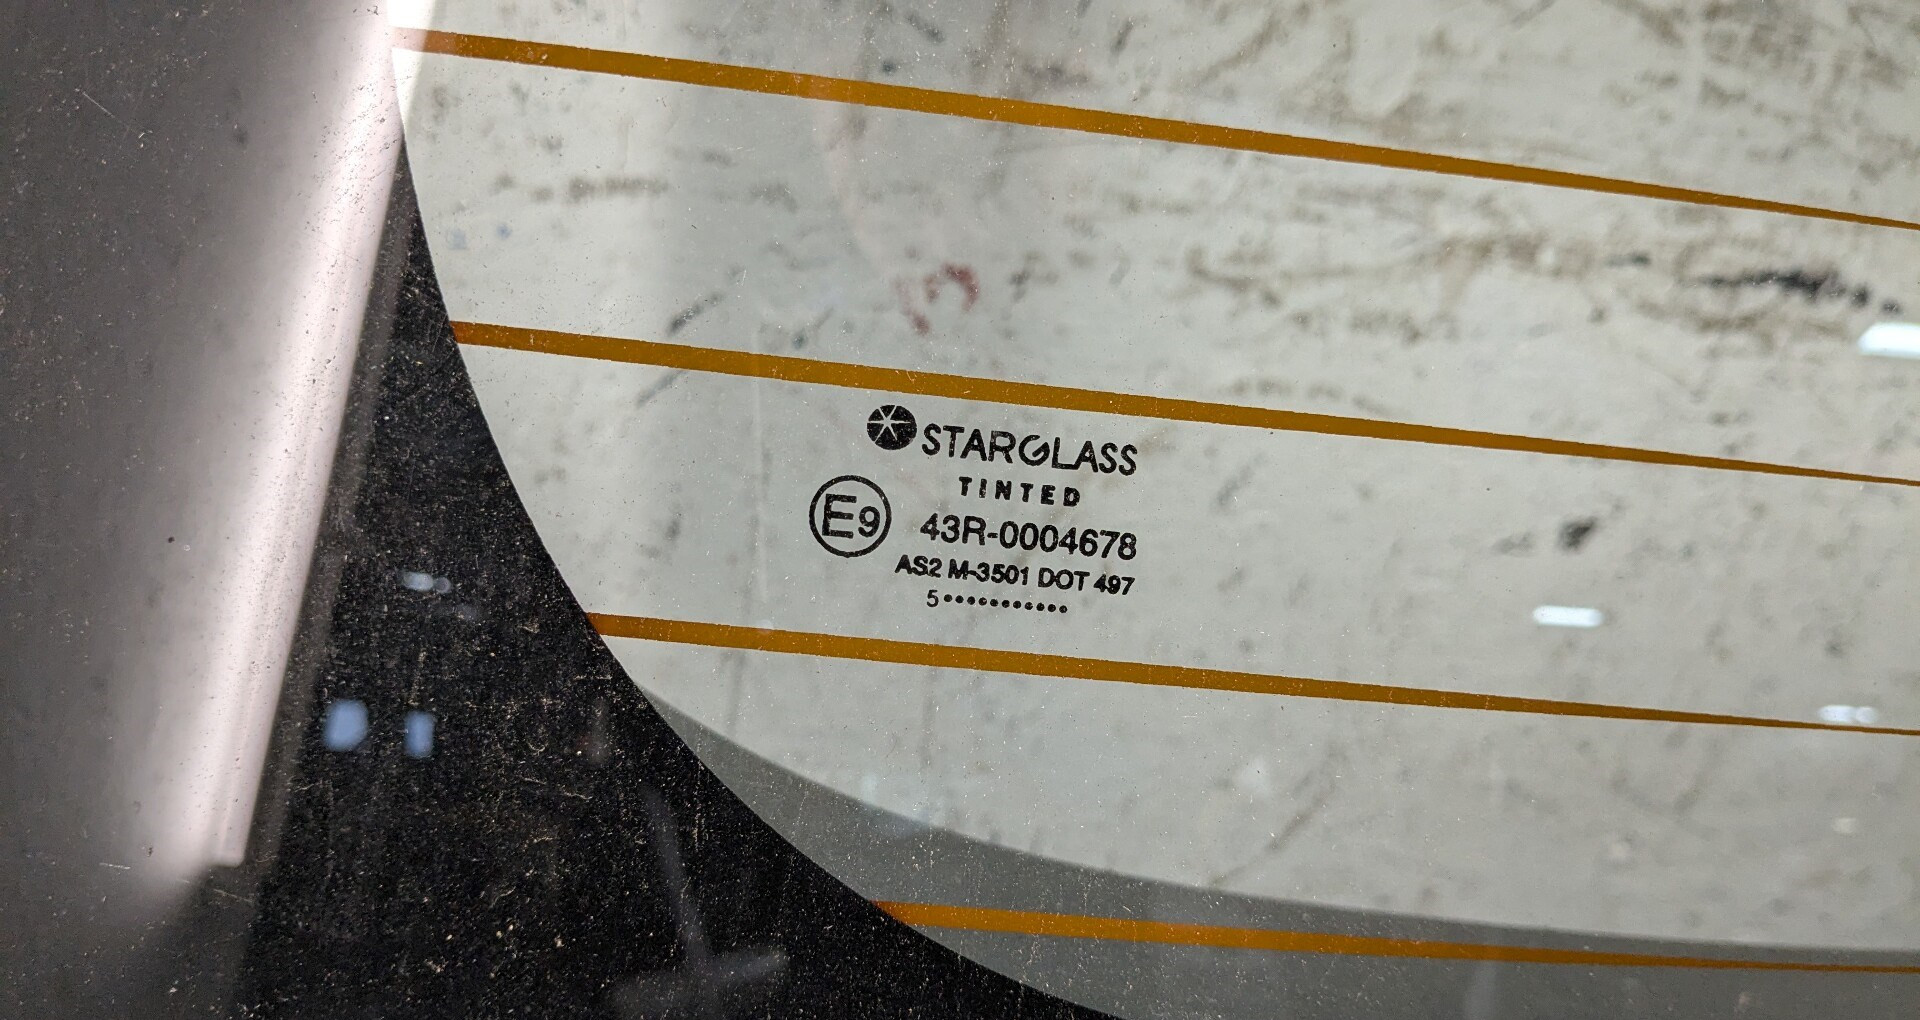 STARGLASS
TINTED
E9 43R-0004678
AS2 M-3501 DOT 497
5●●●●●●●●●●●